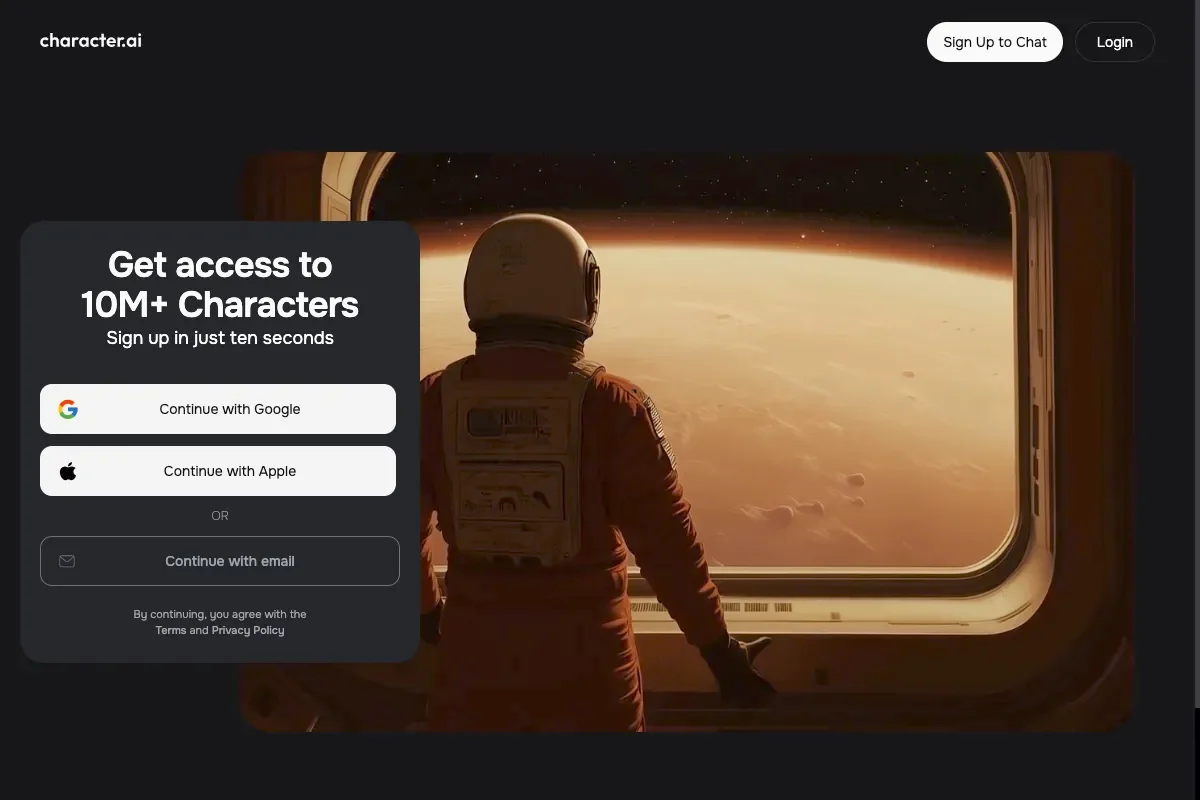 character.ai
Sign Up to Chat
Login
Get access to
10M+ Characters
Sign up in just ten seconds
Continue with Google
Continue with Apple
OR
Continue with email
By continuing, you agree with the
Terms and Privacy Policy